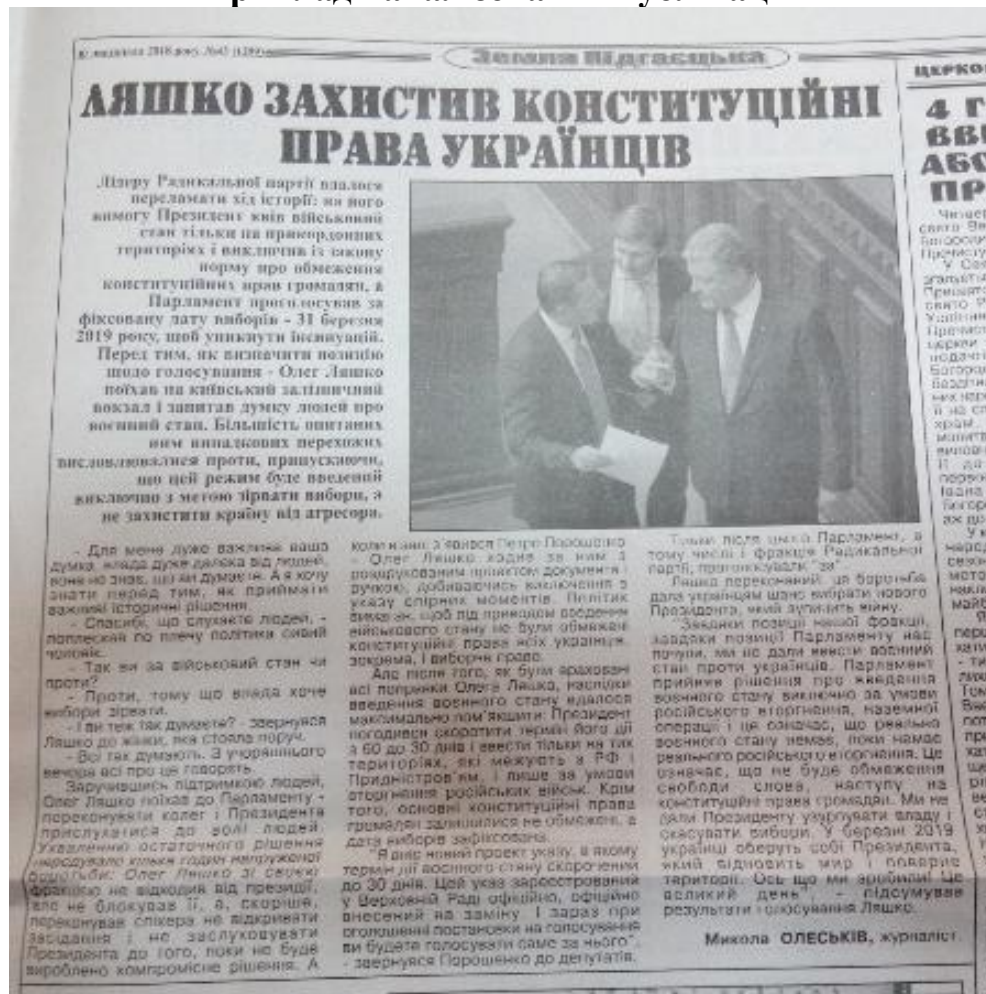 2018 року, №43 (1289)
Земля Підгаєцька
ЛЯШКО ЗАХИСТИВ КОНСТИТУЦІЙНІ
ПРАВА УКРАЇНЦІВ
Лідеру Радикальної партії вдалося
переламати хід історії: на його
вимогу Президент увів військовий
стан тільки на прикордонних
територіях і виключив із закону
норму про обмеження
конституційних прав громадян, а
Парламент проголосував за
фіксовану дату виборів - 31 березня
2019 року, щоб уникнути інсинуацій.
Перед тим, як визначити позицію
щодо голосування - Олег Ляшко
поїхав на київський залізничний
вокзал і запитав думку людей про
воєнний стан. Більшість опитаних
ним випадкових перехожих
висловлювалися проти, припускаючи,
що цей режим буде введений
виключно з метою зірвати вибори, а
не захистити країну від агресора.
- Для мене дуже важлива ваша
думка, влада дуже далека від людей,
вона не знає, що ви думаєте. А я хочу
знати перед тим, як приймати
важливі історичні рішення.
- Спасибі, що слухаєте людей, -
поплескав по плечу політика сивий
чоловік.
- Так ви за військовий стан чи
проти?
- Проти, тому що влада хоче
вибори зірвати.
- І ви теж так думаєте? - звернувся
Ляшко до жінки, яка стояла поруч.
- Всі так думають. З учорашнього
вечора всі про це говорять.
Заручившись підтримкою людей,
Олег Ляшко поїхав до Парламенту -
переконувати колег і Президента
прислухатися до волі людей.
Ухваленню остаточного рішення
передувало кілька годин напруженої
боротьби: Олег Ляшко зі своєю
фракцією не відходив від президії,
але не блокував її, а, скоріше,
переконував спікера не відкривати
засідання і не заслуховувати
Президента до того, поки не буде
вироблено компромісне рішення. А
коли в залі з'явився Петро Порошенко
- Олег Ляшко ходив за ним з
роздрукованим проєктом документа і
ручкою, добиваючись виключення з
указу спірних моментів. Політик
вимагав, щоб під приводом введення
військового стану не були обмежені
конституційні права всіх українців,
зокрема, і виборче право.
Але після того, як були враховані
всі поправки Олега Ляшка, наслідки
введення воєнного стану вдалося
максимально пом'якшити: Президент
погодився скоротити термін його дії
з 60 до 30 днів і ввести тільки на тих
територіях, які межують з РФ і
Придністров'ям, і лише за умови
вторгнення російських військ. Крім
того, основні конституційні права
громадян залишилися не обмежені, а
дата виборів зафіксована.
"Я вніс новий проект указу, в якому
термін дії воєнного стану скорочений
до 30 днів. Цей указ зареєстрований
у Верховній Раді офіційно, офіційно
внесений на заміну. І зараз при
оголошенні постановки на голосування
ви будете голосувати саме за нього",
- звернувся Порошенко до депутатів.
Тільки після цього Парламент, в
тому числі і фракція Радикальної
партії, проголосували "за".
Ляшко переконаний, ця боротьба
дала українцям шанс вибрати нового
Президента, який зупинить війну.
- Завдяки позиції нашої фракції,
завдяки позиції Парламенту нас
почули, ми не дали ввести воєнний
стан проти українців. Парламент
прийняв рішення про введення
воєнного стану виключно за умови
російського вторгнення, наземної
операції і це означає, що реально
воєнного стану немає, поки немає
реального російського вторгнення. Це
означає, що не буде обмеження
свободи слова, наступу на
конституційні права громадян. Ми не
дали Президенту узурпувати владу і
скасувати вибори. У березні 2019
українці оберуть собі Президента,
який відновить мир і поверне
території. Ось що ми зробили! Це
великий день" - підсумував
результати голосування Ляшко.
Микола ОЛЕСЬКІВ, журналіст.